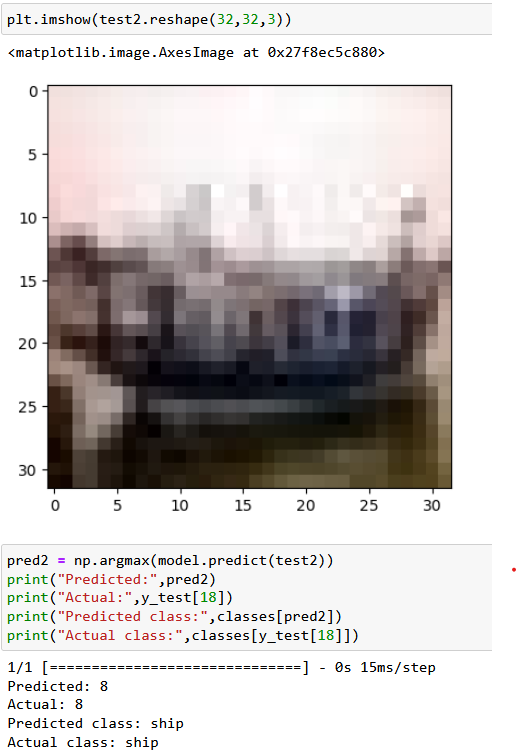 plt.imshow(test2.reshape(32,32,3))
<matplotlib.image.AxesImage at 0x27f8ec5c880>
0
5
10
15
20
25
30
0 5 10 15 20 25 30
pred2 = np.argmax(model.predict(test2))
print("Predicted:",pred2)
print("Actual:",y_test[18])
print("Predicted class:",classes[pred2])
print("Actual class:",classes[y_test[18]])
1/1 [==============================] - 0s 15ms/step
Predicted: 8
Actual: 8
Predicted class: ship
Actual class: ship